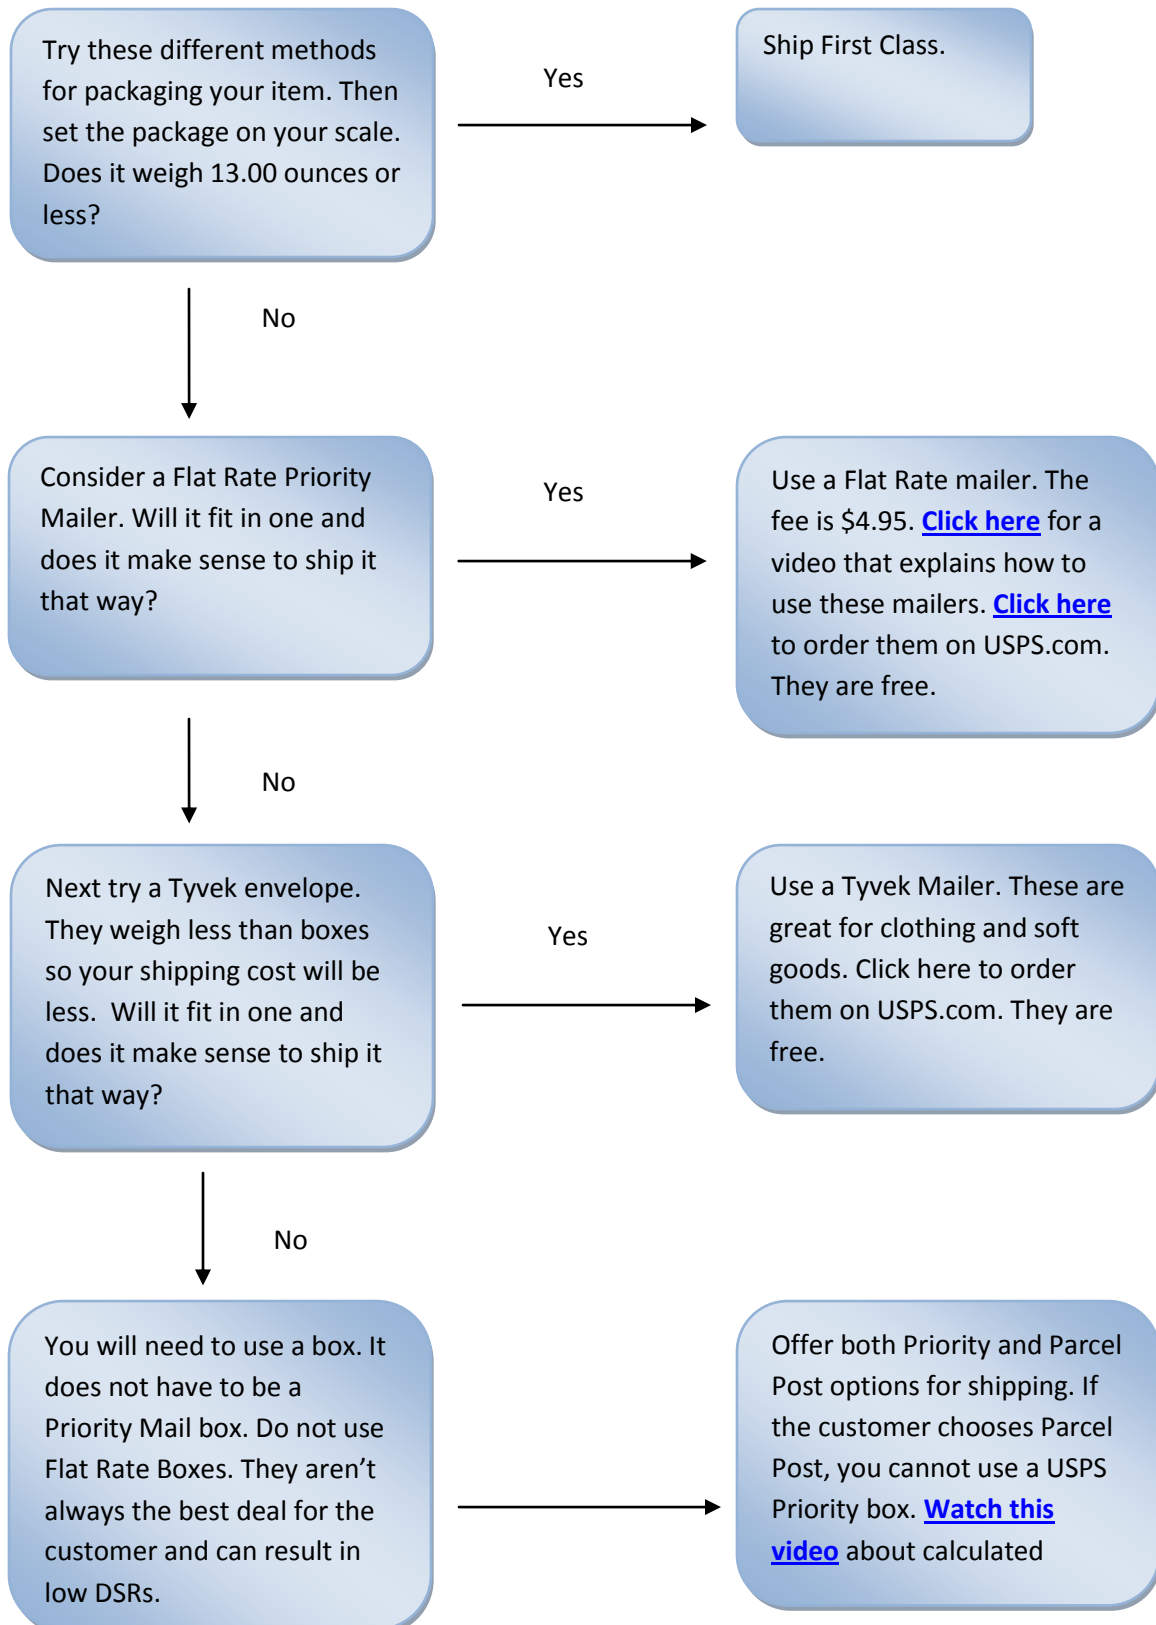 Try these different methods
for packaging your item. Then
set the package on your scale.
Does it weigh 13.00 ounces or
less?
Yes
Ship First Class.
No
Consider a Flat Rate Priority
Mailer. Will it fit in one and
does it make sense to ship it
that way?
Yes
Use a Flat Rate mailer. The
fee is $4.95. Click here for a
video that explains how to
use these mailers. Click here
to order them on USPS.com.
They are free.
No
Next try a Tyvek envelope.
They weigh less than boxes
so your shipping cost will be
less.  Will it fit in one and
does it make sense to ship it
that way?
Yes
Use a Tyvek Mailer. These are
great for clothing and soft
goods. Click here to order
them on USPS.com. They are
free.
No
You will need to use a box. It
does not have to be a
Priority Mail box. Do not use
Flat Rate Boxes. They aren’t
always the best deal for the
customer and can result in
low DSRs.
Offer both Priority and Parcel
Post options for shipping. If
the customer chooses Parcel
Post, you cannot use a USPS
Priority box. Watch this
video about calculated